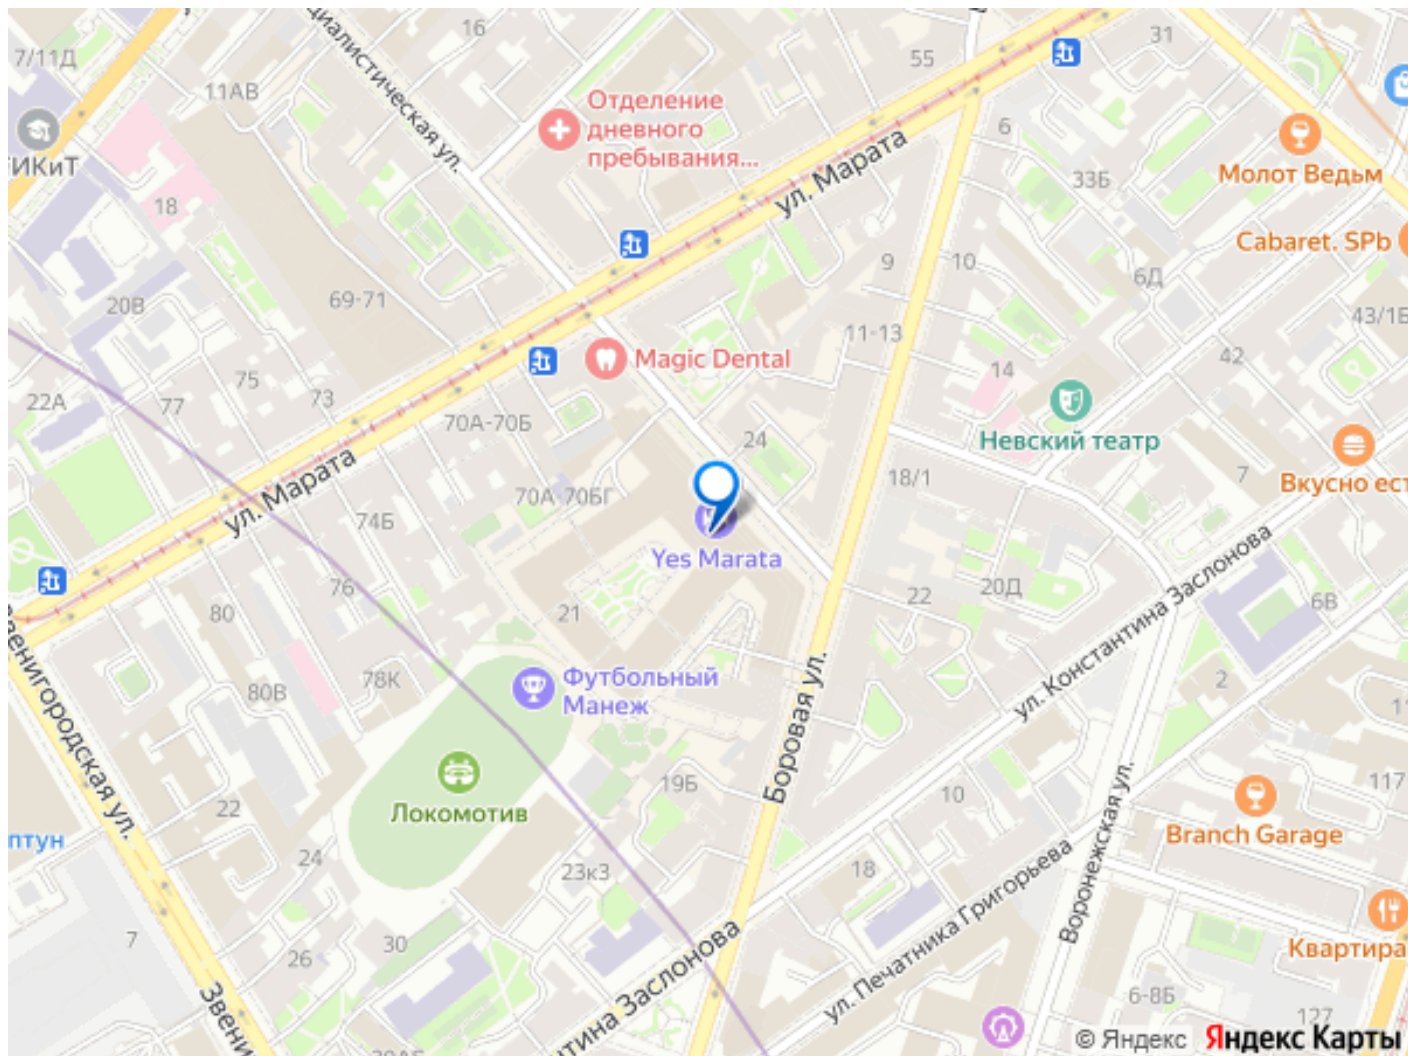 7/11Д
16
циалистическая ул.
55
31
11АВ
Отделение
дневного
пребывания...
6
ИКиТ
33Б
Молот Ведьм
ул. Марата
18
Cabaret. SPb
9
10
6Д
20В
69-71
11-13
43/1Б
42
Magic Dental
14
75
73
22А
77
70А-70Б
24
Невский театр
7
18/1
Вкусно ест
ул. Марата
70А-70БГ
74Б
Yes Marata
76
20Д
22
6В
ул. Константина Заслонова
80
21
Звенигородская ул.
78К
80В
Футбольный
Манеж
2
11
Боровая ул.
19Б
Локомотив
10
117
22
Branch Garage
птун
24
23к3
18
Воронежская ул.
ул. Печатника Григорьева
7
30
26
Квартира
нтина Заслонова
Звени
6-8Б
127
© Яндекс Яндекс Карты